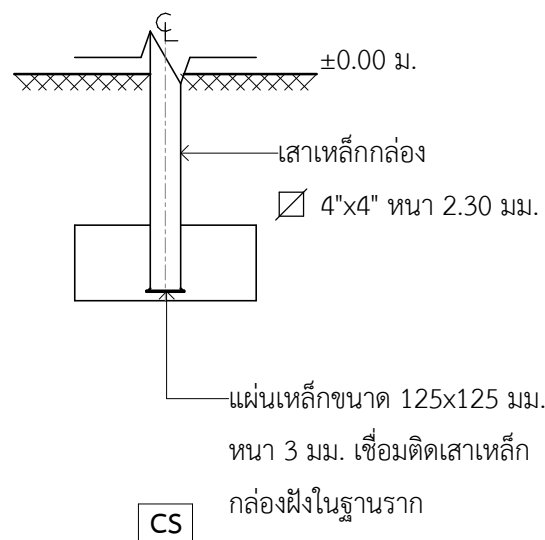 ℄
±0.00 ม.
เสาเหล็กกล่อง
4"x4" หนา 2.30 มม.
แผ่นเหล็กขนาด 125x125 มม.
หนา 3 มม. เชื่อมติดเสาเหล็ก
กล่องฝังในฐานราก
CS